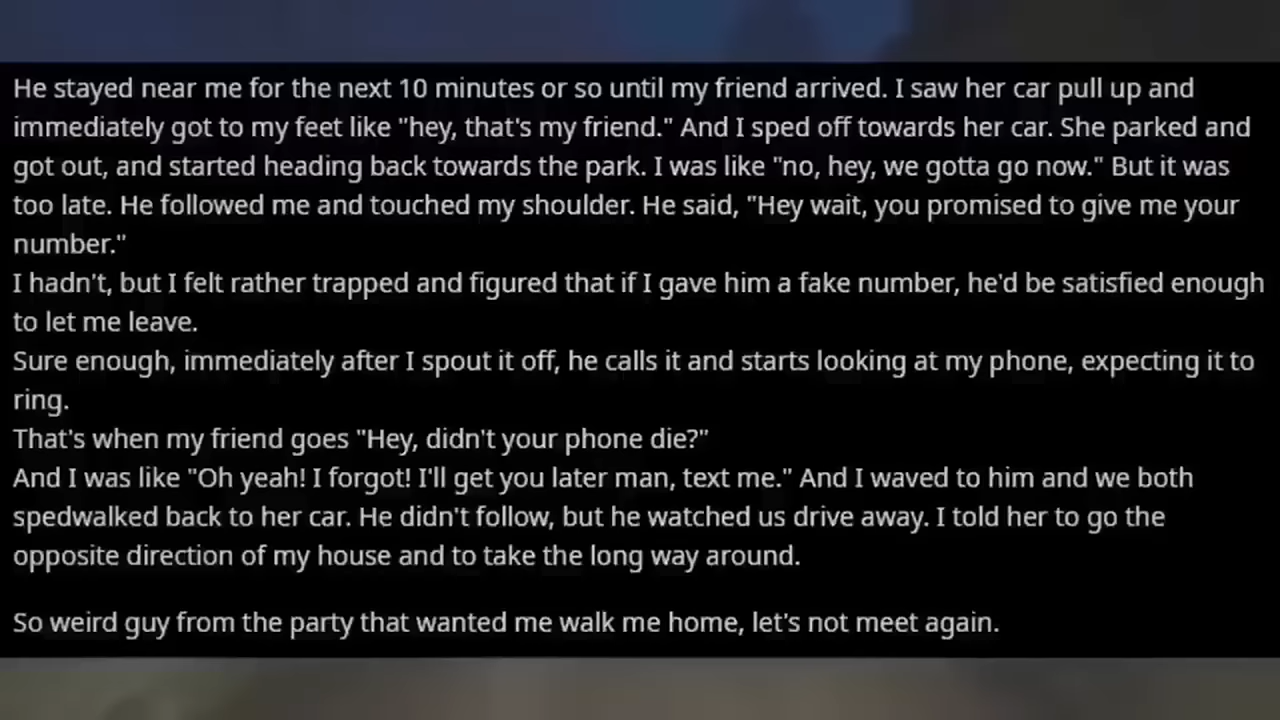 He stayed near me for the next 10 minutes or so until my friend arrived. I saw her car pull up and
immediately got to my feet like "hey, that's my friend." And I sped off towards her car. She parked and
got out, and started heading back towards the park. I was like "no, hey, we gotta go now." But it was
too late. He followed me and touched my shoulder. He said, "Hey wait, you promised to give me your
number."
I hadn't, but I felt rather trapped and figured that if I gave him a fake number, he'd be satisfied enough
to let me leave.
Sure enough, immediately after I spout it off, he calls it and starts looking at my phone, expecting it to
ring.
That's when my friend goes "Hey, didn't your phone die?"
And I was like "Oh yeah! I forgot! I'll get you later man, text me." And I waved to him and we both
spedwalked back to her car. He didn't follow, but he watched us drive away. I told her to go the
opposite direction of my house and to take the long way around.
So weird guy from the party that wanted me walk me home, let's not meet again.